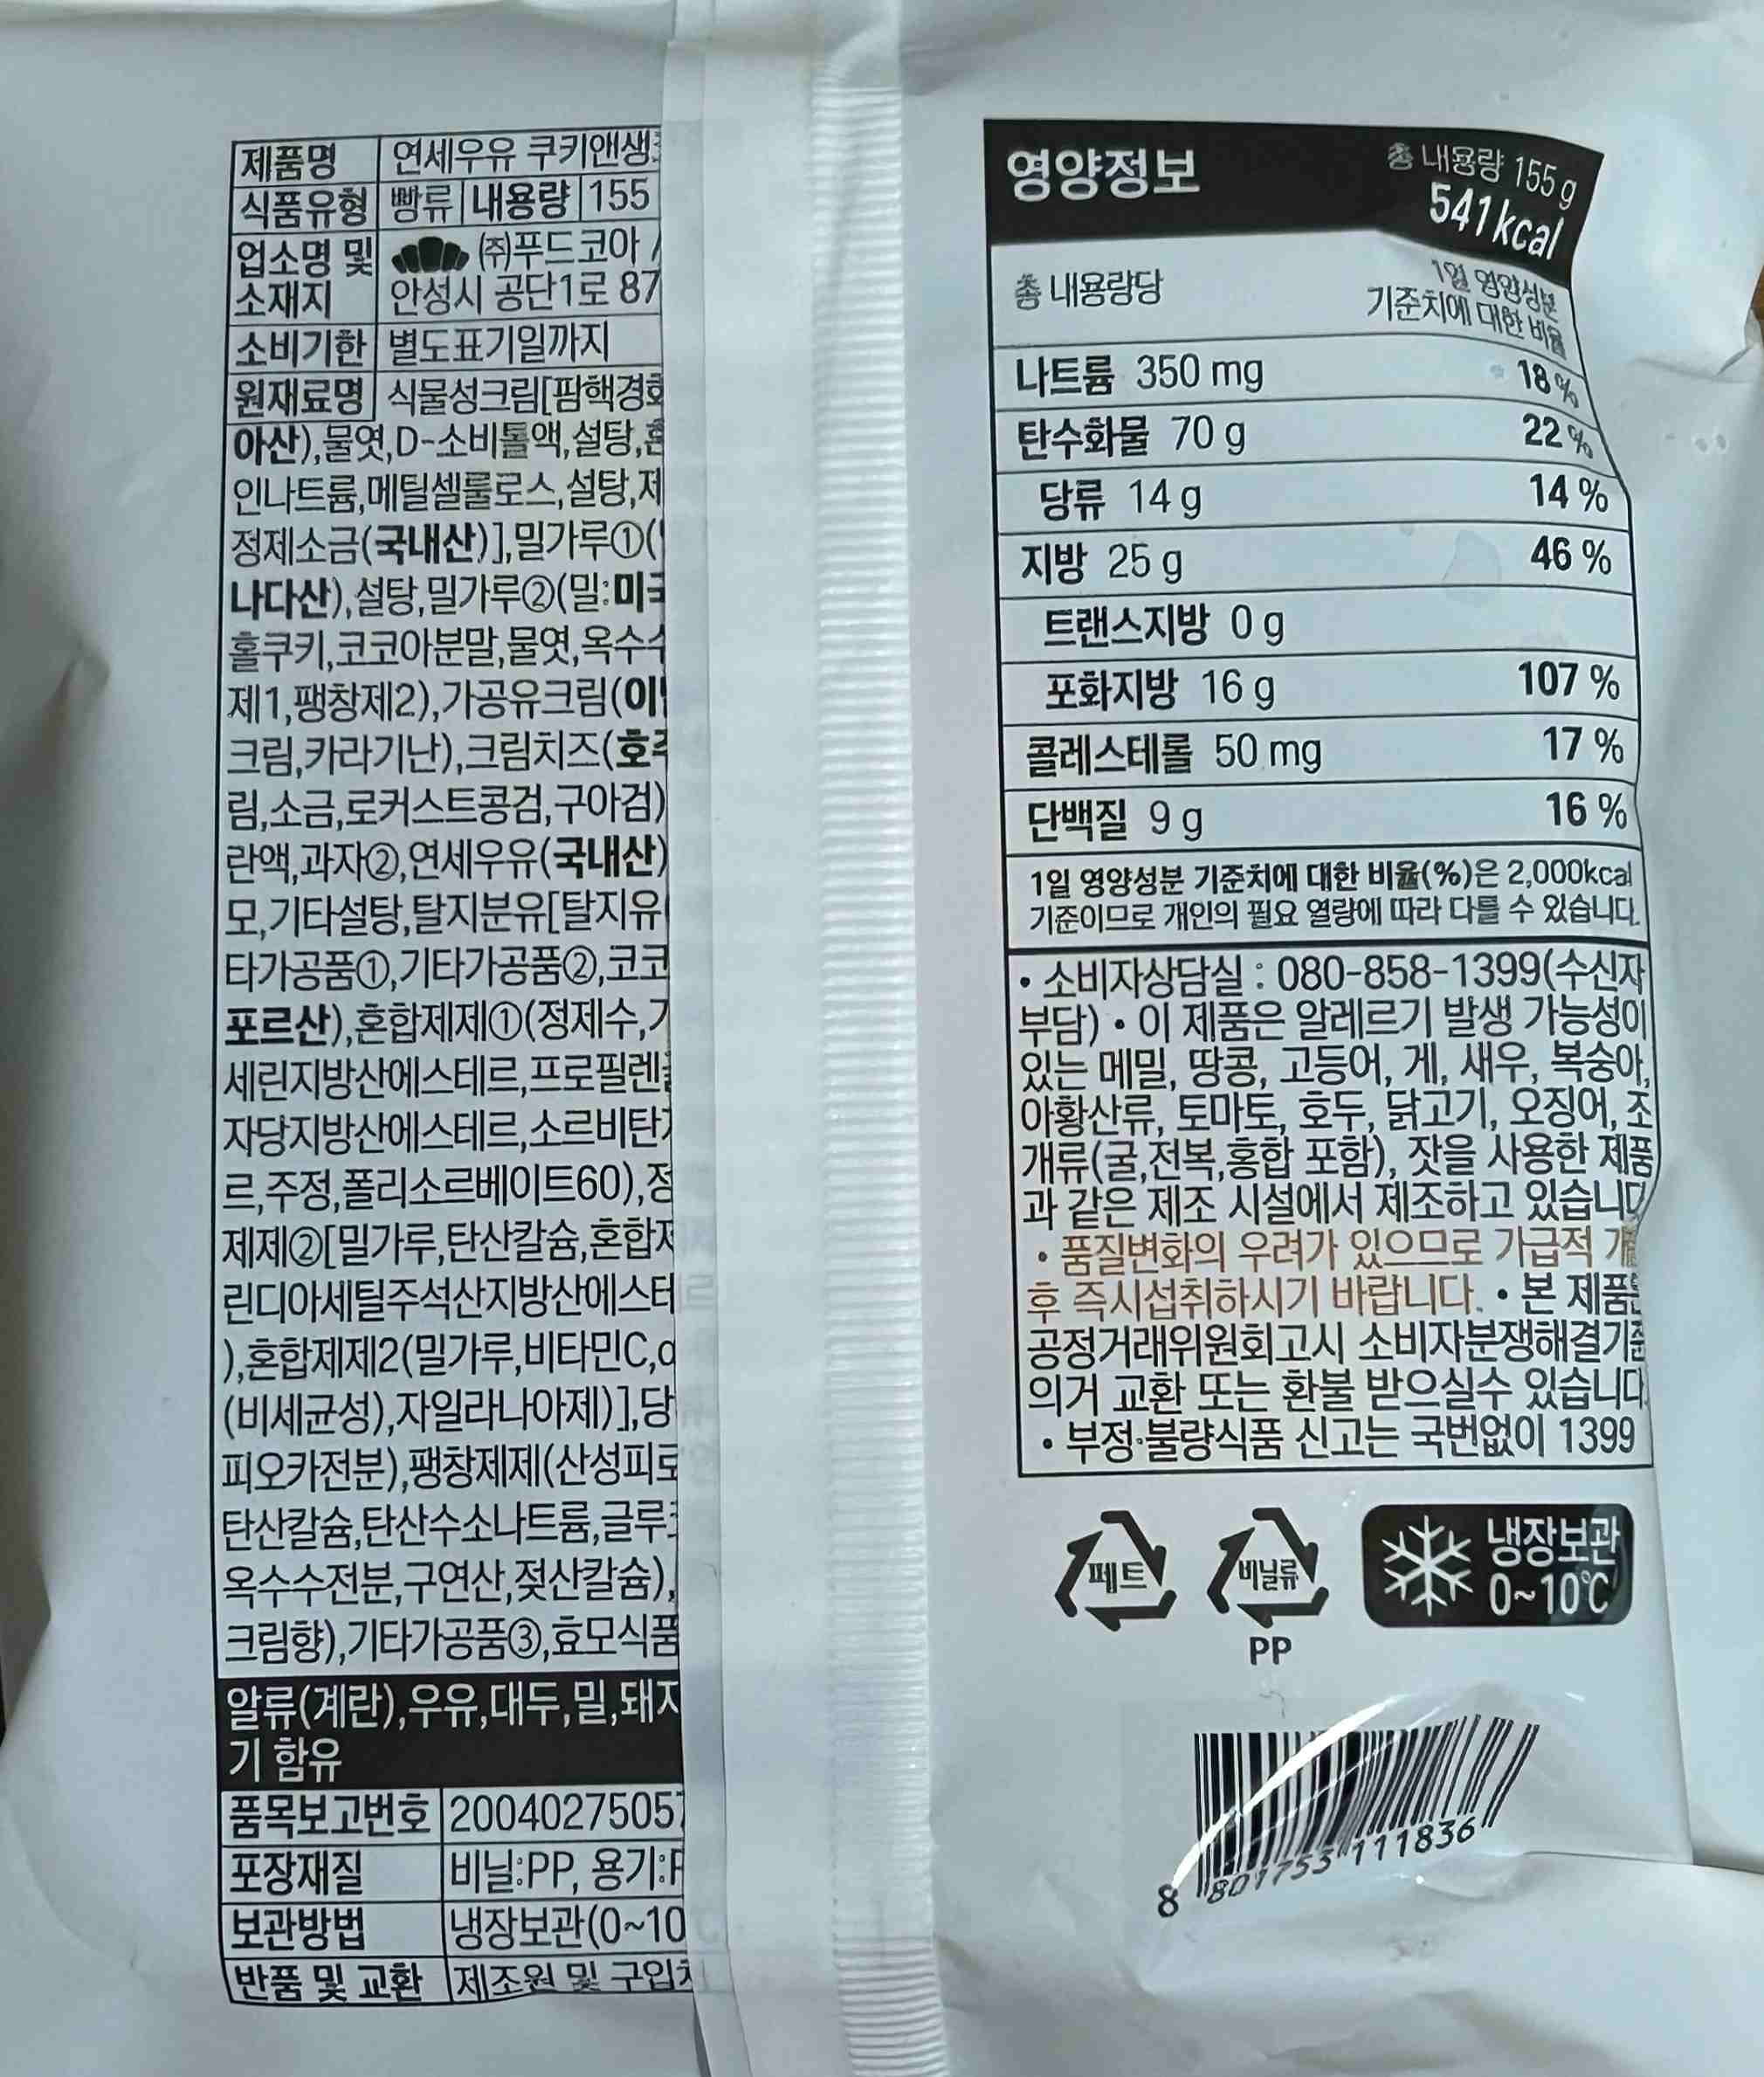 제품명 연세우유 쿠키앤생
식품유형 빵류 내용량 155
업소명 및 (주)푸드코아 /
소재지 안성시 공단1로 87
소비기한 별도표기일까지
원재료명 식물성크림[팜핵경화
아산),물엿,D-소비톨액,설탕,
인나트륨,메틸셀룰로스,설탕,제
정제소금(국내산)],밀가루①(
나다산),설탕,밀가루②(밀:미국
홀쿠키,코코아분말,물엿,옥수수
제1,팽창제2),가공유크림(이
크림,카라기난),크림치즈(호주
림,소금,로커스트콩검,구아검)
란액,과자②,연세우유(국내산)
모,기타설탕,탈지분유[탈지유
타가공품①,기타가공품②,코코
포르산),혼합제제①(정제수,
세린지방산에스테르,프로필렌
자당지방산에스테르,소르비탄
르,주정,폴리소르베이트60),정
제제②[밀가루,탄산칼슘,혼합제
린디아세틸주석산지방산에스테
),혼합제제2(밀가루,비타민C,α
(비세균성),자일라나아제)],당
피오카전분),팽창제제(산성피로
탄산칼슘,탄산수소나트륨,글루
옥수수전분,구연산,젖산칼슘),
크림향),기타가공품③,효모식품
알류(계란),우유,대두,밀,돼지
기 함유
품목보고번호 2004027505
포장재질 비닐:PP, 용기:P
보관방법 냉장보관(0~10
반품 및 교환 제조원 및 구입처
영양정보 총 내용량 155 g
541 kcal
총 내용량당 1일 영양성분
기준치에 대한 비율
나트륨 350 mg 18 %
탄수화물 70 g 22 %
당류 14 g 14 %
지방 25 g 46 %
트랜스지방 0 g
포화지방 16 g 107 %
콜레스테롤 50 mg 17 %
단백질 9 g 16 %
1일 영양성분 기준치에 대한 비율(%)은 2,000kcal
기준이므로 개인의 필요 열량에 따라 다를 수 있습니다.
• 소비자상담실 : 080-858-1399(수신자
부담) • 이 제품은 알레르기 발생 가능성이
있는 메밀, 땅콩, 고등어, 게, 새우, 복숭아,
아황산류, 토마토, 호두, 닭고기, 오징어, 조
개류(굴,전복,홍합 포함), 잣을 사용한 제품
과 같은 제조 시설에서 제조하고 있습니다
• 품질변화의 우려가 있으므로 가급적 개봉
후 즉시섭취하시기 바랍니다. • 본 제품은
공정거래위원회고시 소비자분쟁해결기준
의거 교환 또는 환불 받으실수 있습니다.
• 부정·불량식품 신고는 국번없이 1399
페트 비닐류 PP
냉장보관
0~10℃
8 801753 111836